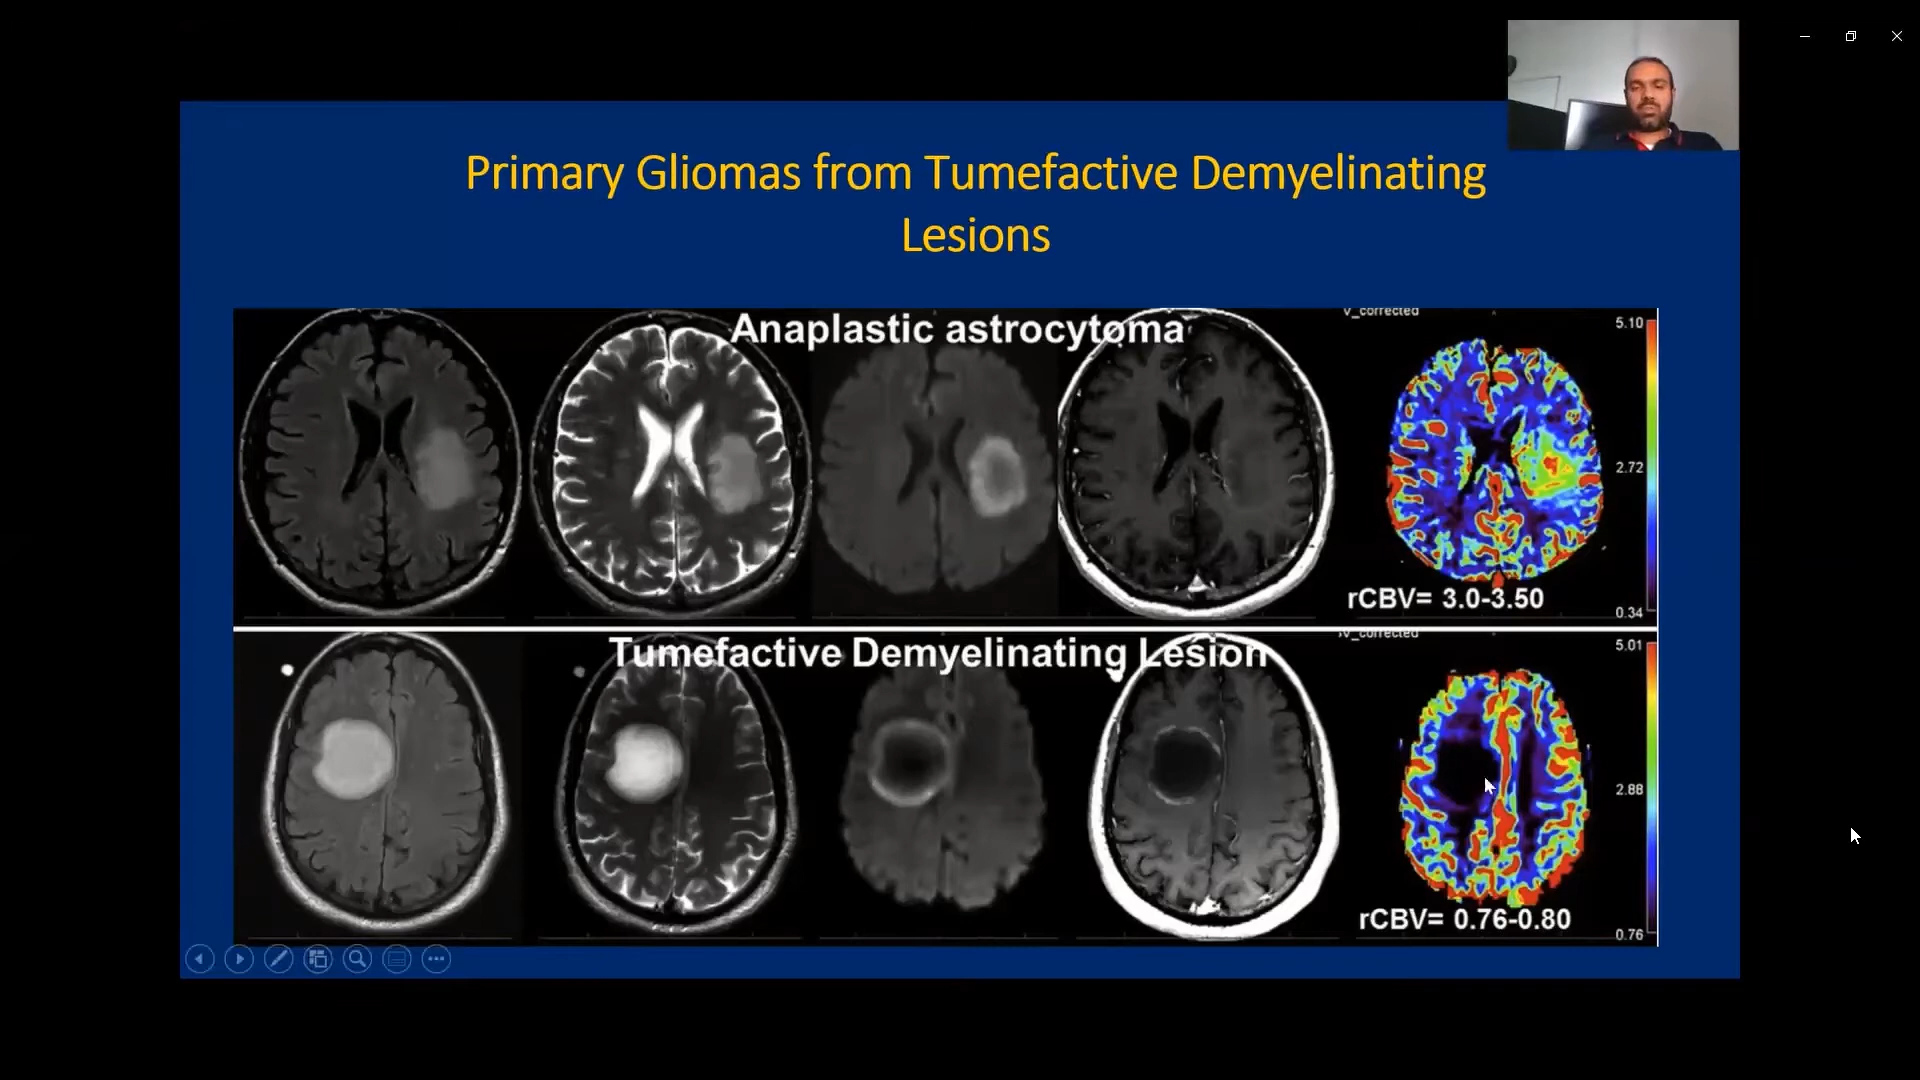 Primary Gliomas from Tumefactive Demyelinating
Lesions
Anaplastic astrocytoma
V_corrected
5.10
2.72
0.34
rCBV= 3.0-3.50
Tumefactive Demyelinating Lesion
V_corrected
5.01
2.88
0.76
rCBV= 0.76-0.80